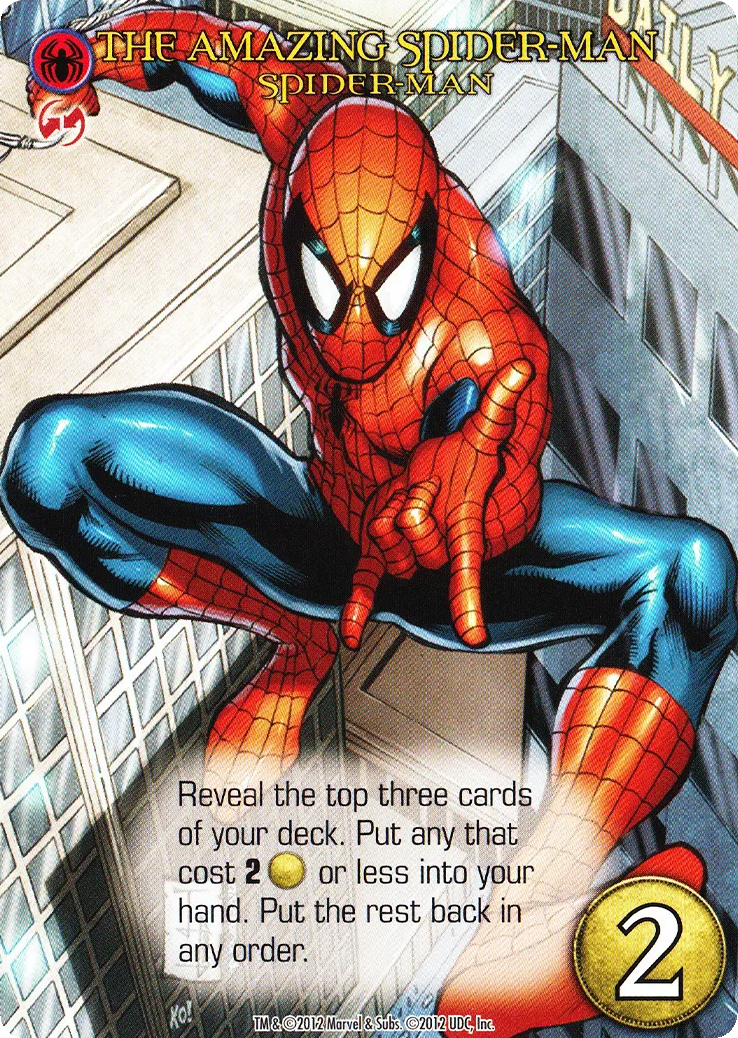 THE AMAZING SPIDER-MAN
SPIDER-MAN
DAILY
Reveal the top three cards
of your deck. Put any that
cost 2 or less into your
hand. Put the rest back in
any order.
2
XO!
TM & ©2012 Marvel & Subs. ©2012 UDC, Inc.